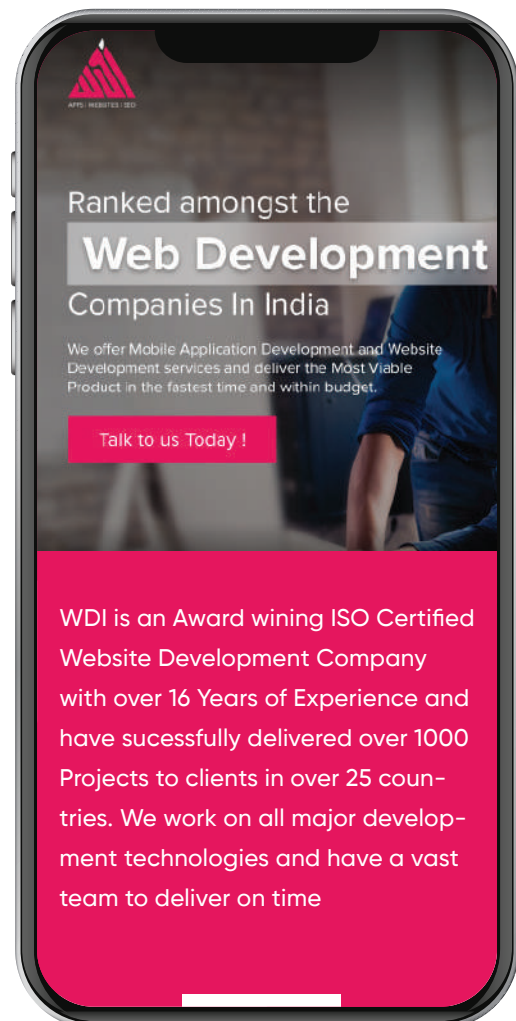 APPS | WEBSITES | SEO
Ranked amongst the
Web Development
Companies In India
We offer Mobile Application Development and Website
Development services and deliver the Most Viable
Product in the fastest time and within budget.
Talk to us Today !
WDI is an Award wining ISO Certified
Website Development Company
with over 16 Years of Experience and
have sucessfully delivered over 1000
Projects to clients in over 25 coun-
tries. We work on all major develop-
ment technologies and have a vast
team to deliver on time